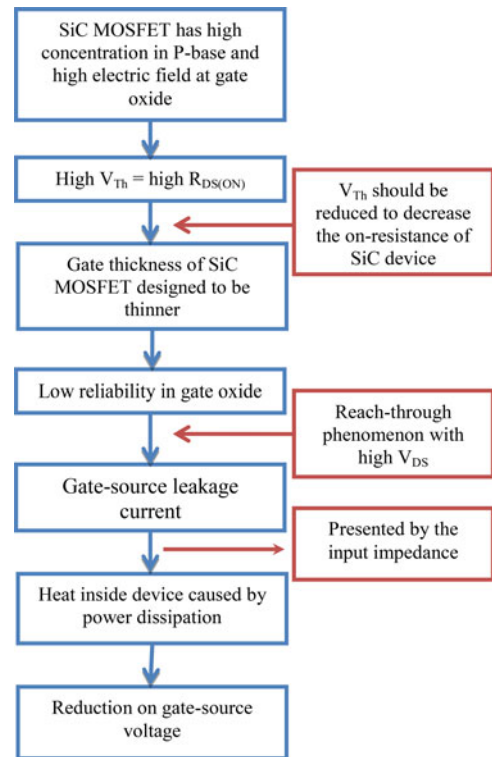 SiC MOSFET has high
concentration in P-base and
high electric field at gate
oxide
High VTh = high RDS(ON)
VTh should be
reduced to decrease
the on-resistance of
SiC device
Gate thickness of SiC
MOSFET designed to be
thinner
Low reliability in gate oxide
Reach-through
phenomenon with
high VDS
Gate-source leakage
current
Presented by the
input impedance
Heat inside device caused by
power dissipation
Reduction on gate-source
voltage